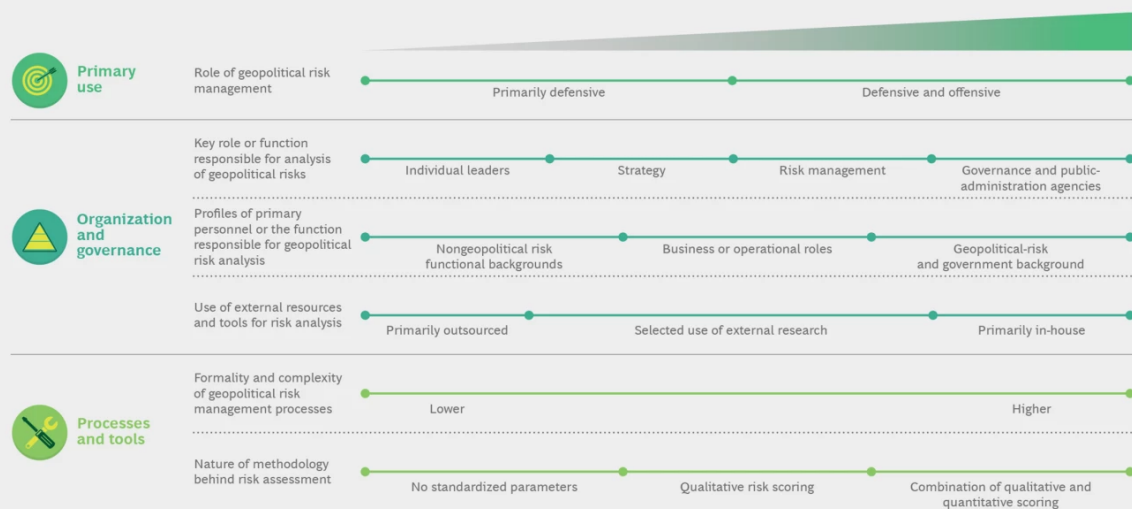 Primary
use
Role of geopolitical risk
management
Primarily defensive
Defensive and offensive
Organization
and
governance
Key role or function
responsible for analysis
of geopolitical risks
Individual leaders
Strategy
Risk management
Governance and public-
administration agencies
Profiles of primary
personnel or the function
responsible for geopolitical
risk analysis
Nongeopolitical risk
functional backgrounds
Business or operational roles
Geopolitical-risk
and government background
Use of external resources
and tools for risk analysis
Primarily outsourced
Selected use of external research
Primarily in-house
Processes
and tools
Formality and complexity
of geopolitical risk
management processes
Lower
Higher
Nature of methodology
behind risk assessment
No standardized parameters
Qualitative risk scoring
Combination of qualitative and
quantitative scoring